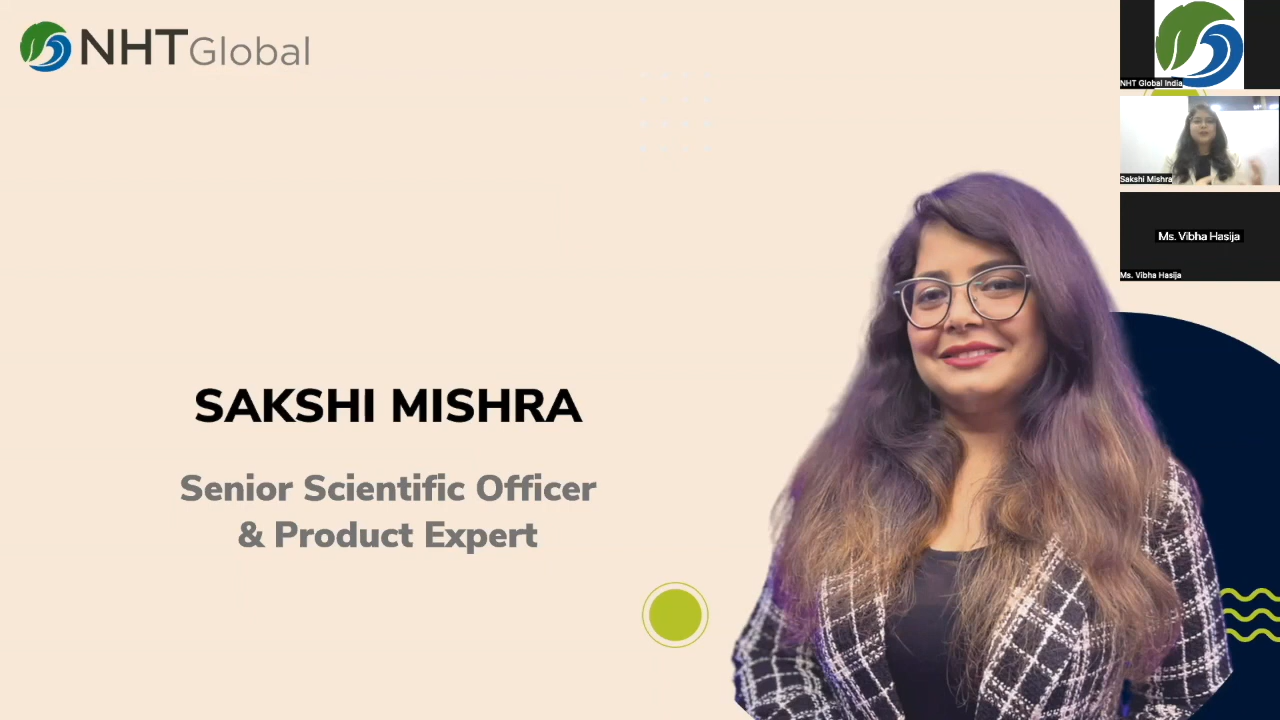 NHTGlobal
NHT Global India
Sakshi Mishra
Ms. Vibha Hasija
Ms. Vibha Hasija
SAKSHI MISHRA
Senior Scientific Officer
& Product Expert